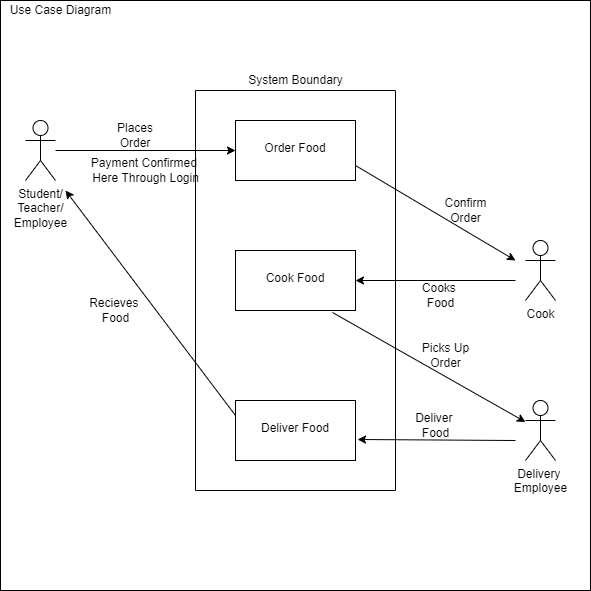 Use Case Diagram
System Boundary
Places
Order
Payment Confirmed
Here Through Login
Order Food
Student/
Teacher/
Employee
Confirm
Order
Cook Food
Cooks
Food
Cook
Recieves
Food
Picks Up
Order
Deliver Food
Deliver
Food
Delivery
Employee